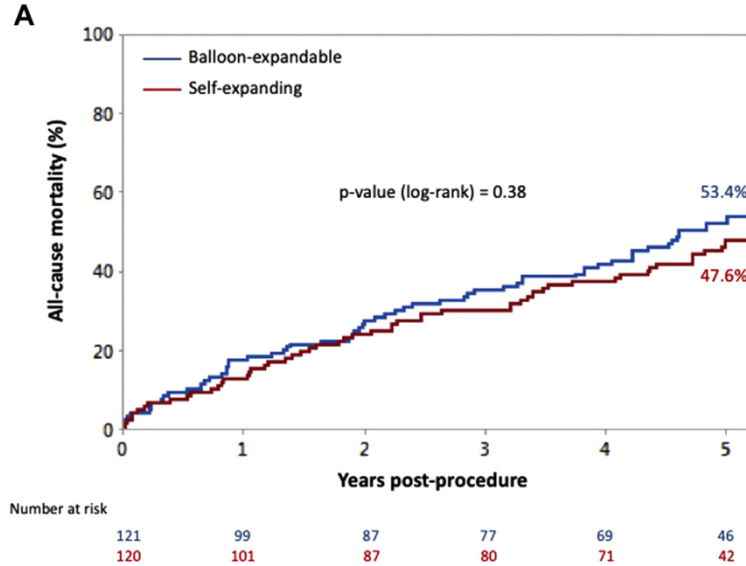 A
All-cause mortality (%)
100
80
60
40
20
0
Balloon-expandable
Self-expanding
p-value (log-rank) = 0.38
53.4%
47.6%
0 1 2 3 4 5
Years post-procedure
Number at risk
121 99 87 77 69 46
120 101 87 80 71 42